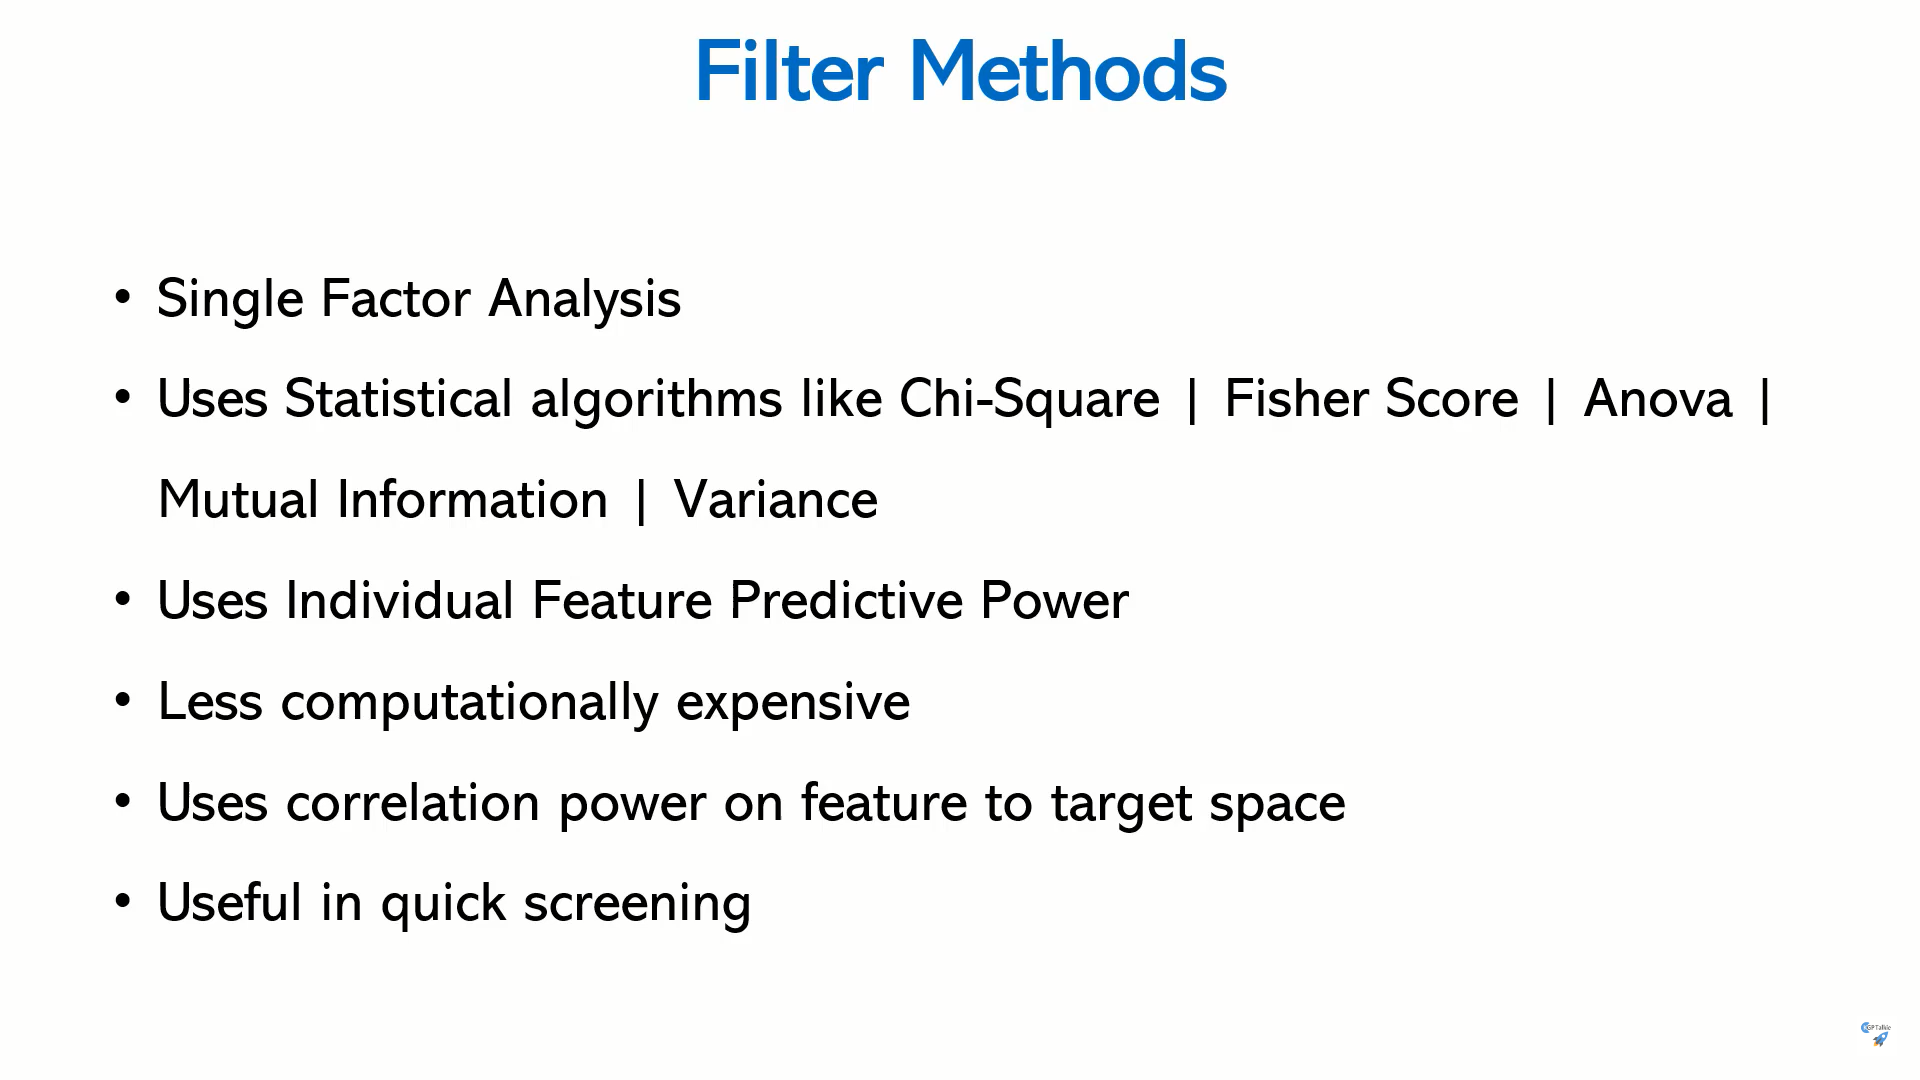 Filter Methods
• Single Factor Analysis
• Uses Statistical algorithms like Chi-Square | Fisher Score | Anova |
Mutual Information | Variance
• Uses Individual Feature Predictive Power
• Less computationally expensive
• Uses correlation power on feature to target space
• Useful in quick screening
KGPTalkie